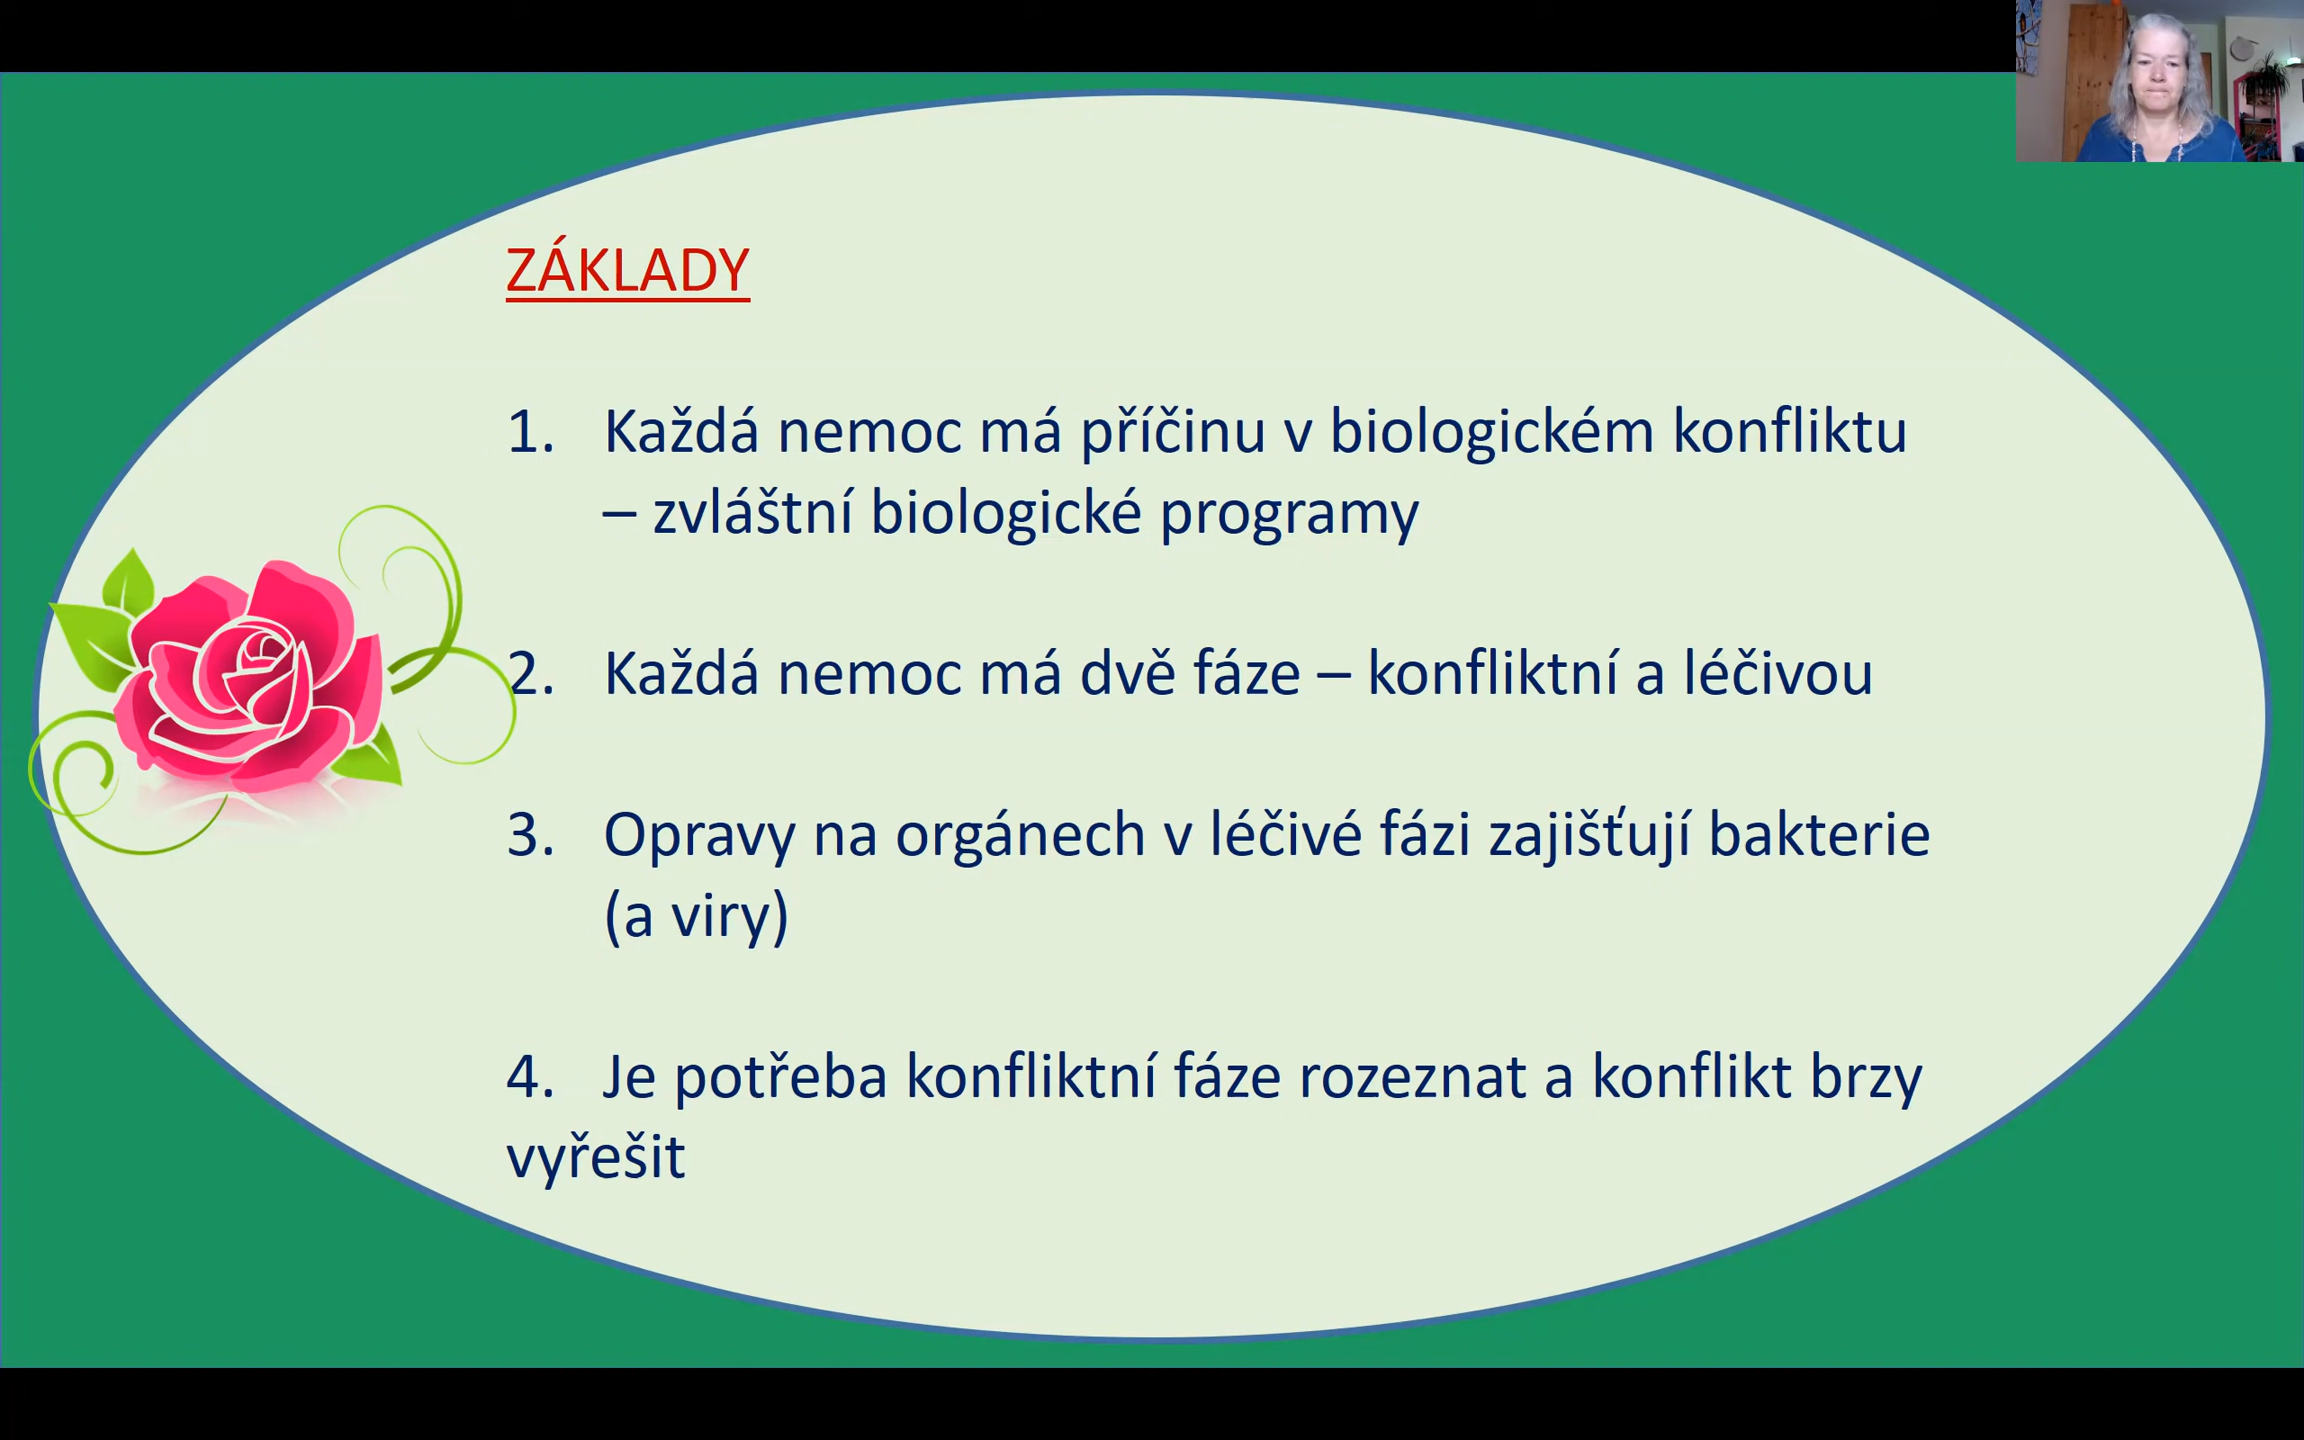 ZÁKLADY
1. Každá nemoc má příčinu v biologickém konfliktu
– zvláštní biologické programy
2. Každá nemoc má dvě fáze – konfliktní a léčivou
3. Opravy na orgánech v léčivé fázi zajišťují bakterie
(a viry)
4. Je potřeba konfliktní fáze rozeznat a konflikt brzy
vyřešit